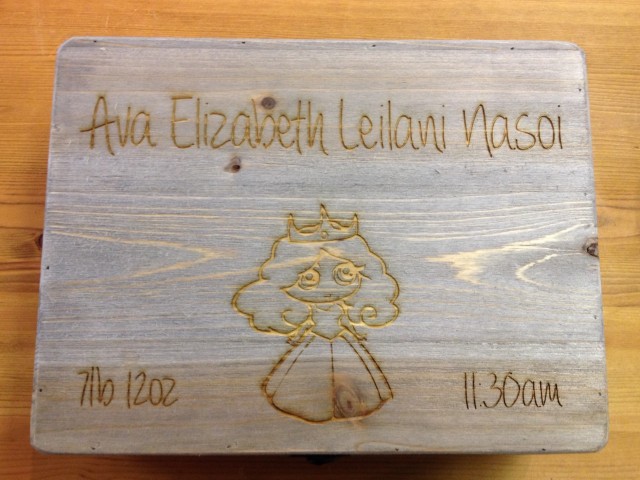 Ava Elizabeth Leilani Nasoi
7lb 12oz
11:30am